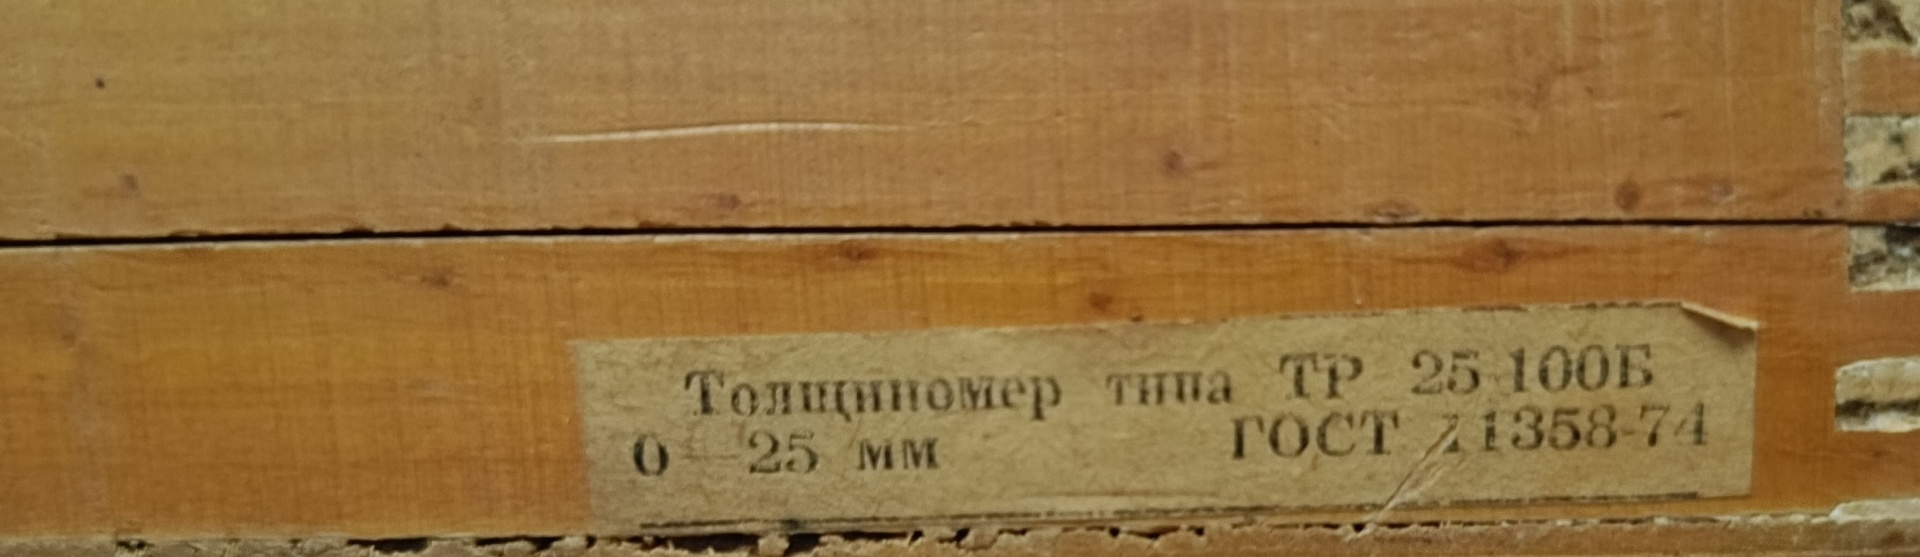 Толщиномер типа ТР 25 100Б
0—25 мм ГОСТ 11358-74